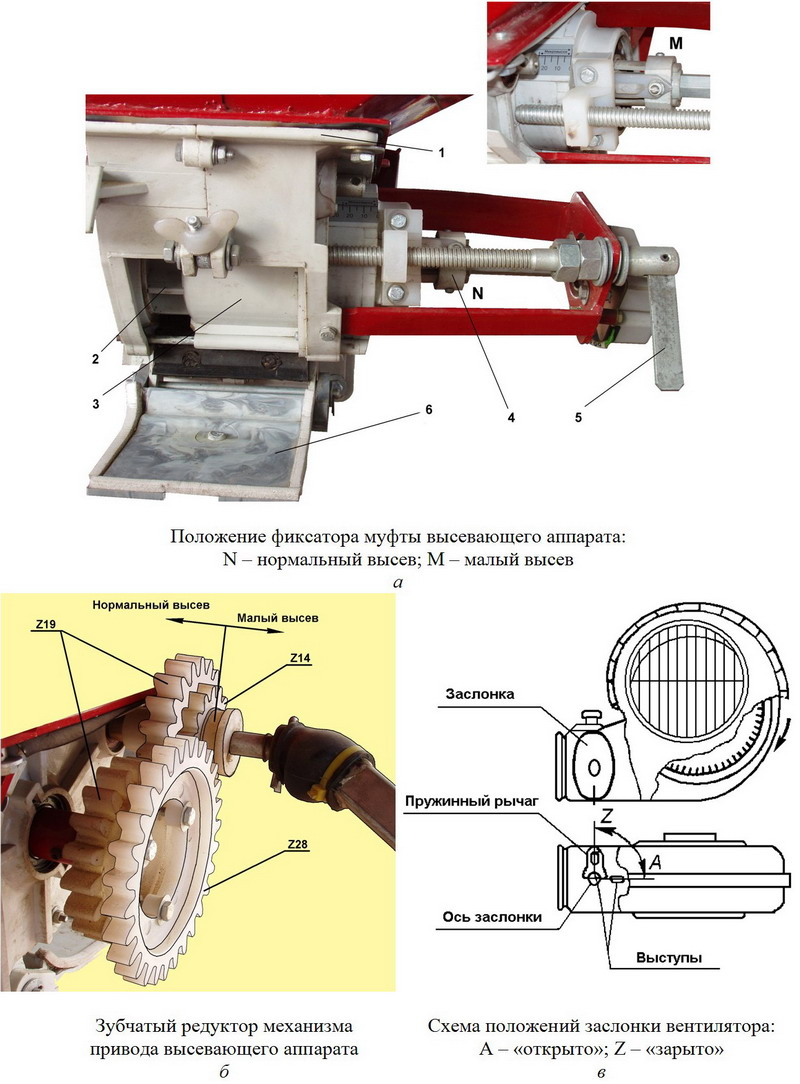 M
1
N
2
3
4
5
6
Положение фиксатора муфты высевающего аппарата:
N – нормальный высев; M – малый высев
а
Нормальный высев
Малый высев
Z19
Z14
Z28
Заслонка
Пружинный рычаг
Z
A
Ось заслонки
Выступы
Зубчатый редуктор механизма
привода высевающего аппарата
б
Схема положений заслонки вентилятора:
A – «открыто»; Z – «зарыто»
в